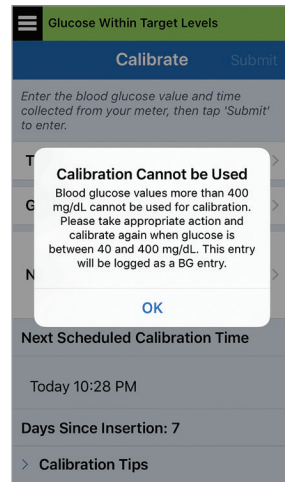 Glucose Within Target Levels
Calibrate Submit
Enter the blood glucose value and time
collected from your meter, then tap 'Submit'
to enter.
T
Calibration Cannot be Used
Blood glucose values more than 400
mg/dL cannot be used for calibration.
Please take appropriate action and
calibrate again when glucose is
between 40 and 400 mg/dL. This entry
will be logged as a BG entry.
G
N
OK
Next Scheduled Calibration Time
Today 10:28 PM
Days Since Insertion: 7
> Calibration Tips